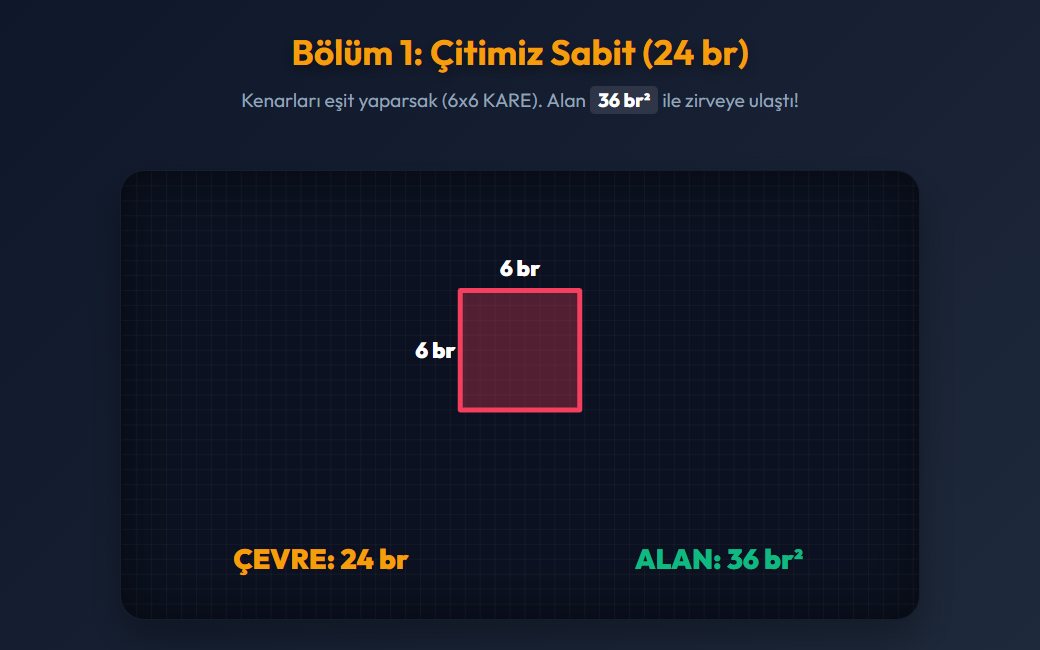 Bölüm 1: Çitimiz Sabit (24 br)
Kenarları eşit yaparsak (6x6 KARE). Alan 36 br² ile zirveye ulaştı!
6 br
6 br
ÇEVRE: 24 br
ALAN: 36 br²